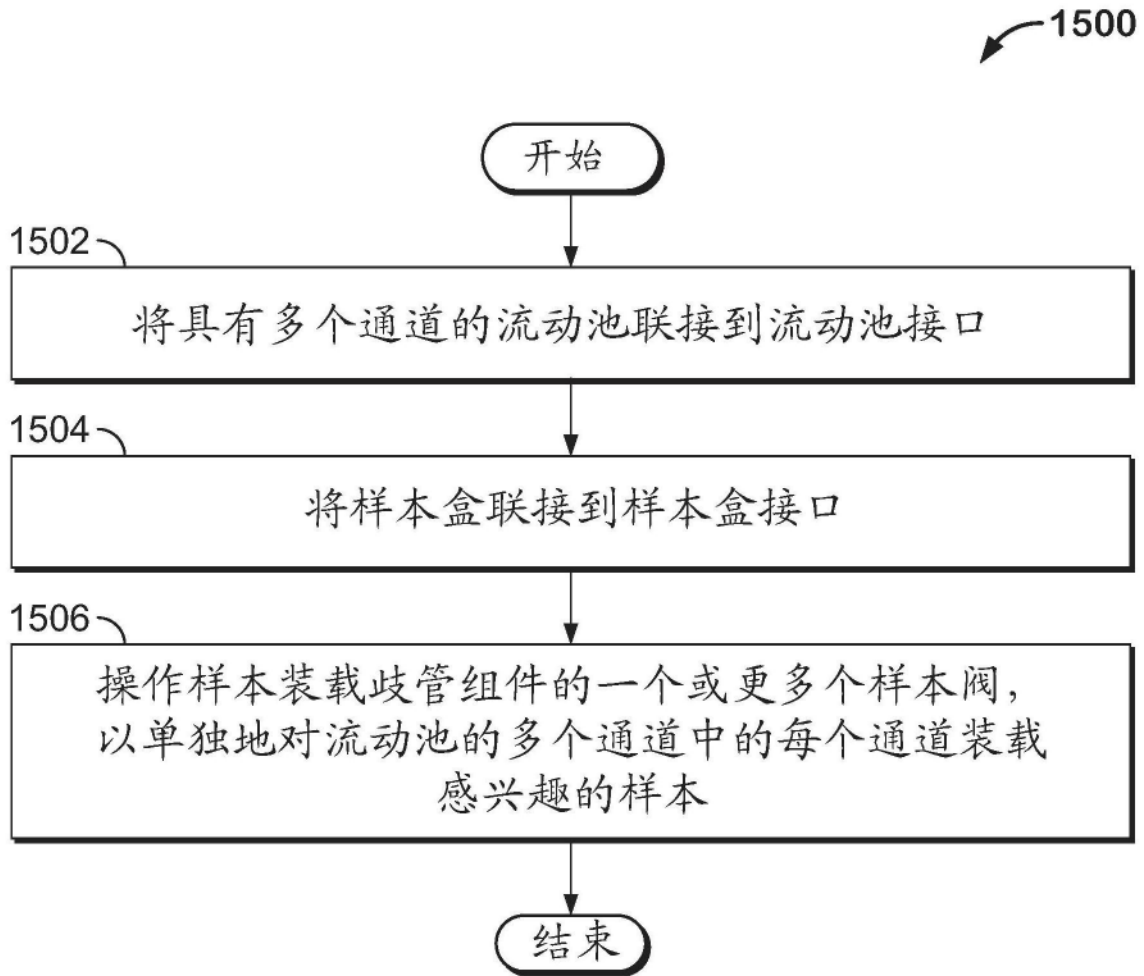 1500
开始
1502
将具有多个通道的流动池联接到流动池接口
1504
将样本盒联接到样本盒接口
1506
操作样本装载歧管组件的一个或更多个样本阀，
以单独地对流动池的多个通道中的每个通道装载
感兴趣的样本
结束